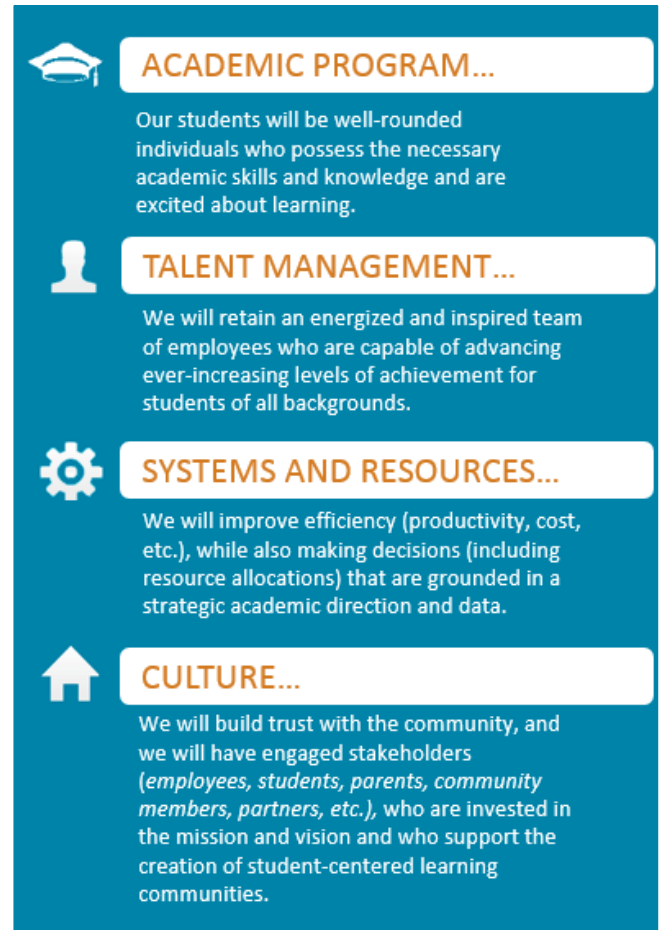 ACADEMIC PROGRAM...
Our students will be well-rounded
individuals who possess the necessary
academic skills and knowledge and are
excited about learning.
TALENT MANAGEMENT...
We will retain an energized and inspired team
of employees who are capable of advancing
ever-increasing levels of achievement for
students of all backgrounds.
SYSTEMS AND RESOURCES...
We will improve efficiency (productivity, cost,
etc.), while also making decisions (including
resource allocations) that are grounded in a
strategic academic direction and data.
CULTURE...
We will build trust with the community, and
we will have engaged stakeholders
(employees, students, parents, community
members, partners, etc.), who are invested in
the mission and vision and who support the
creation of student-centered learning
communities.